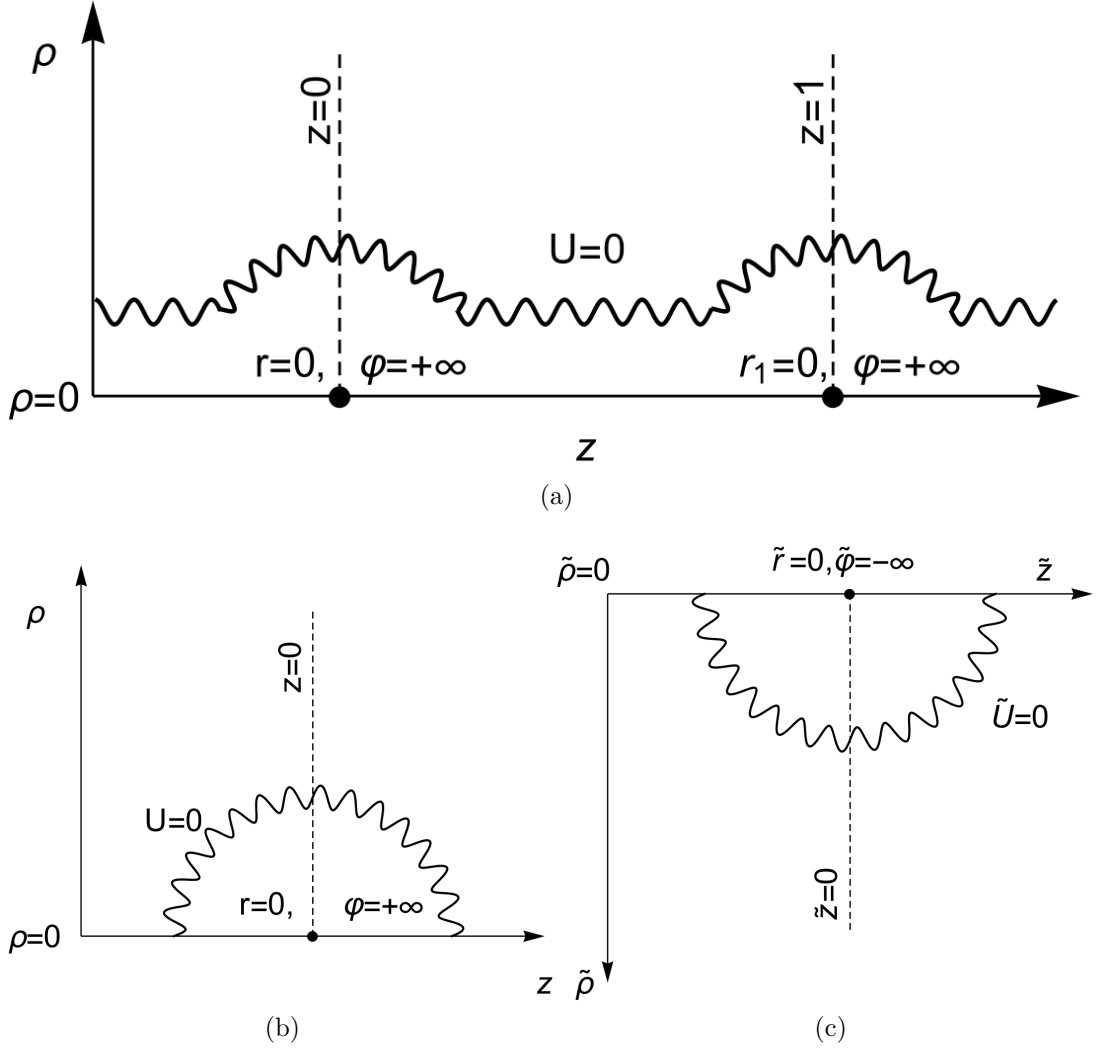 ρ
z=0
z=1
U=0
r=0, φ=+∞
r₁=0, φ=+∞
ρ=0
z
(a)
ρ
z=0
U=0
r=0, φ=+∞
ρ=0
z
(b)
ρ̃=0
r̃=0,φ̃=−∞
z̃
Ũ=0
z̃=0
ρ̃
(c)